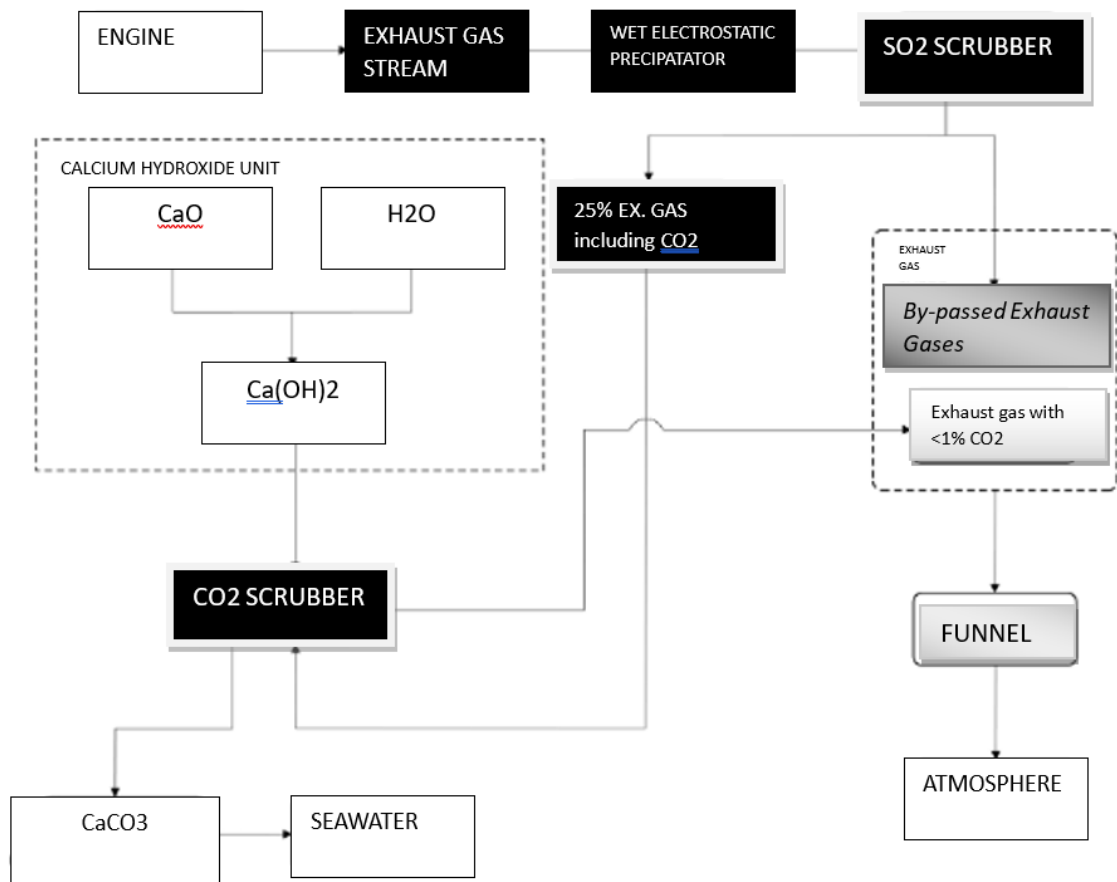 ENGINE
EXHAUST GAS
STREAM
WET ELECTROSTATIC
PRECIPATATOR
SO2 SCRUBBER
CALCIUM HYDROXIDE UNIT
CaO
H2O
25% EX. GAS
including CO2
EXHAUST
GAS
By-passed Exhaust
Gases
Ca(OH)2
Exhaust gas with
<1% CO2
CO2 SCRUBBER
FUNNEL
ATMOSPHERE
CaCO3
SEAWATER